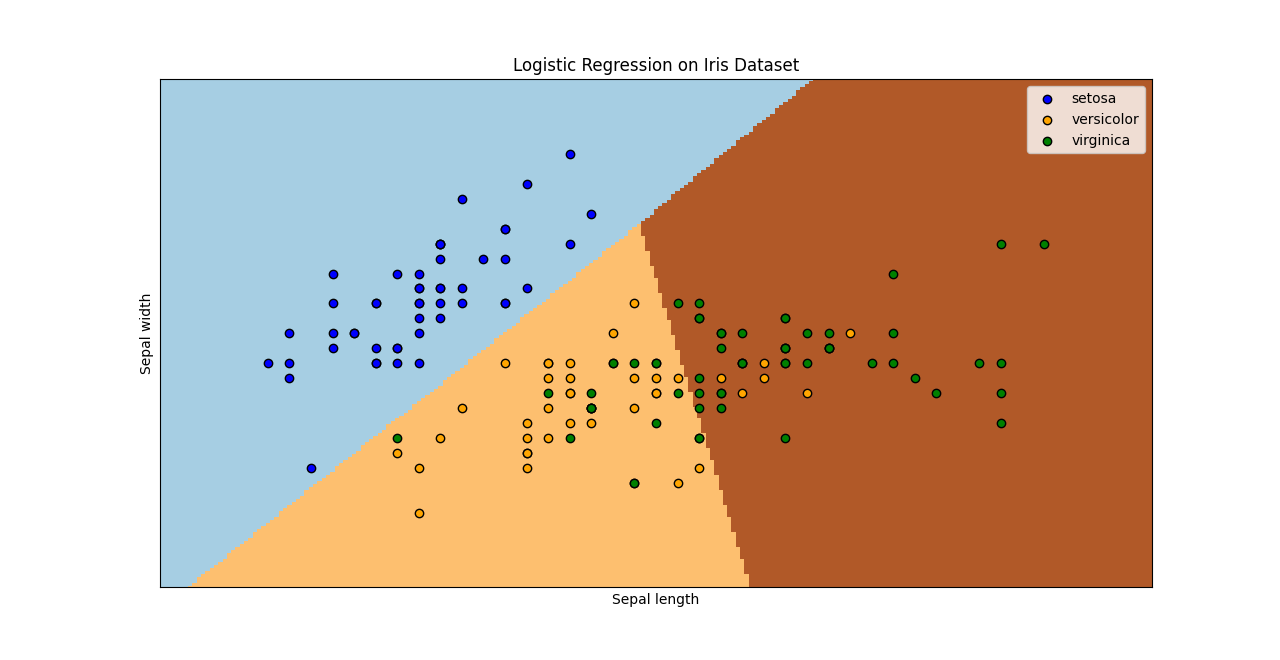 Logistic Regression on Iris Dataset
setosa
versicolor
virginica
Sepal width
Sepal length